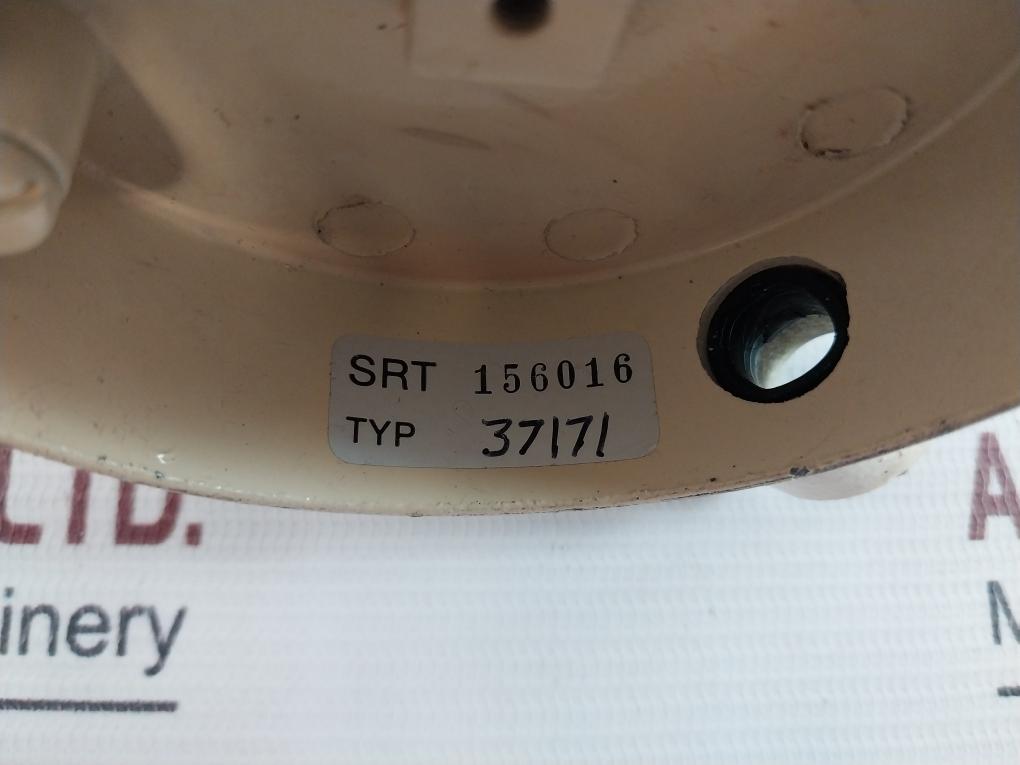 SRT 156016
TYP 37171
LTD.
inery